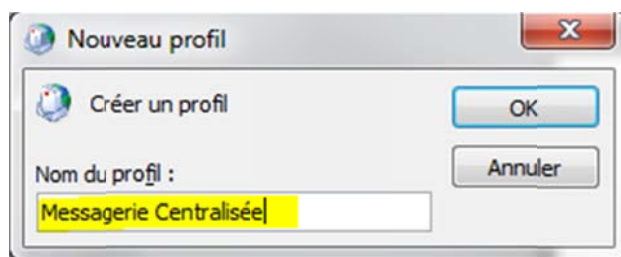 Nouveau profil
Créer un profil
OK
Nom du profil :
Annuler
Messagerie Centralisée